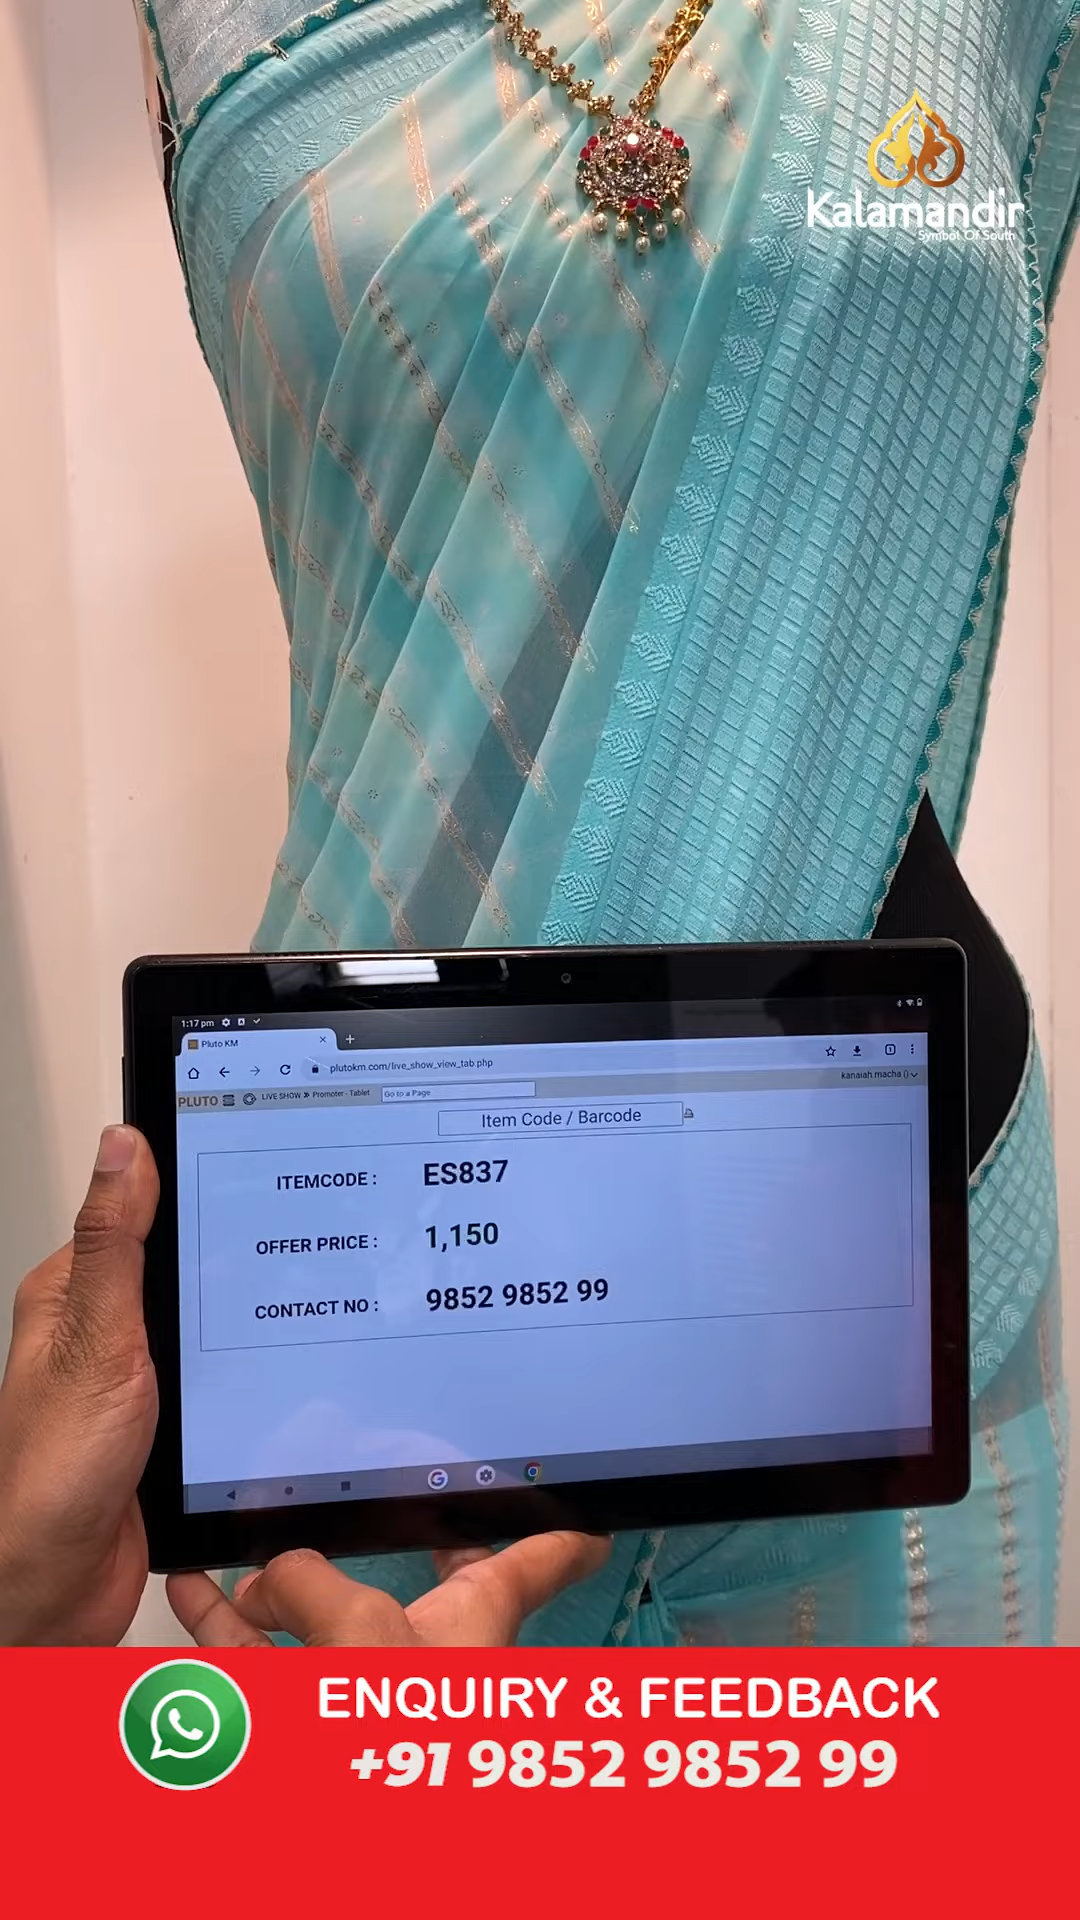 Kalamandir
Symbol Of South
1:17 pm
Pluto KM
plutokm.com/live_show_view_tab.php
kanaiah.macha ()
PLUTO
LIVE SHOW » Promoter - Tablet
Go to a Page
Item Code / Barcode
ITEMCODE : ES837
OFFER PRICE : 1,150
CONTACT NO : 9852 9852 99
ENQUIRY & FEEDBACK
+91 9852 9852 99